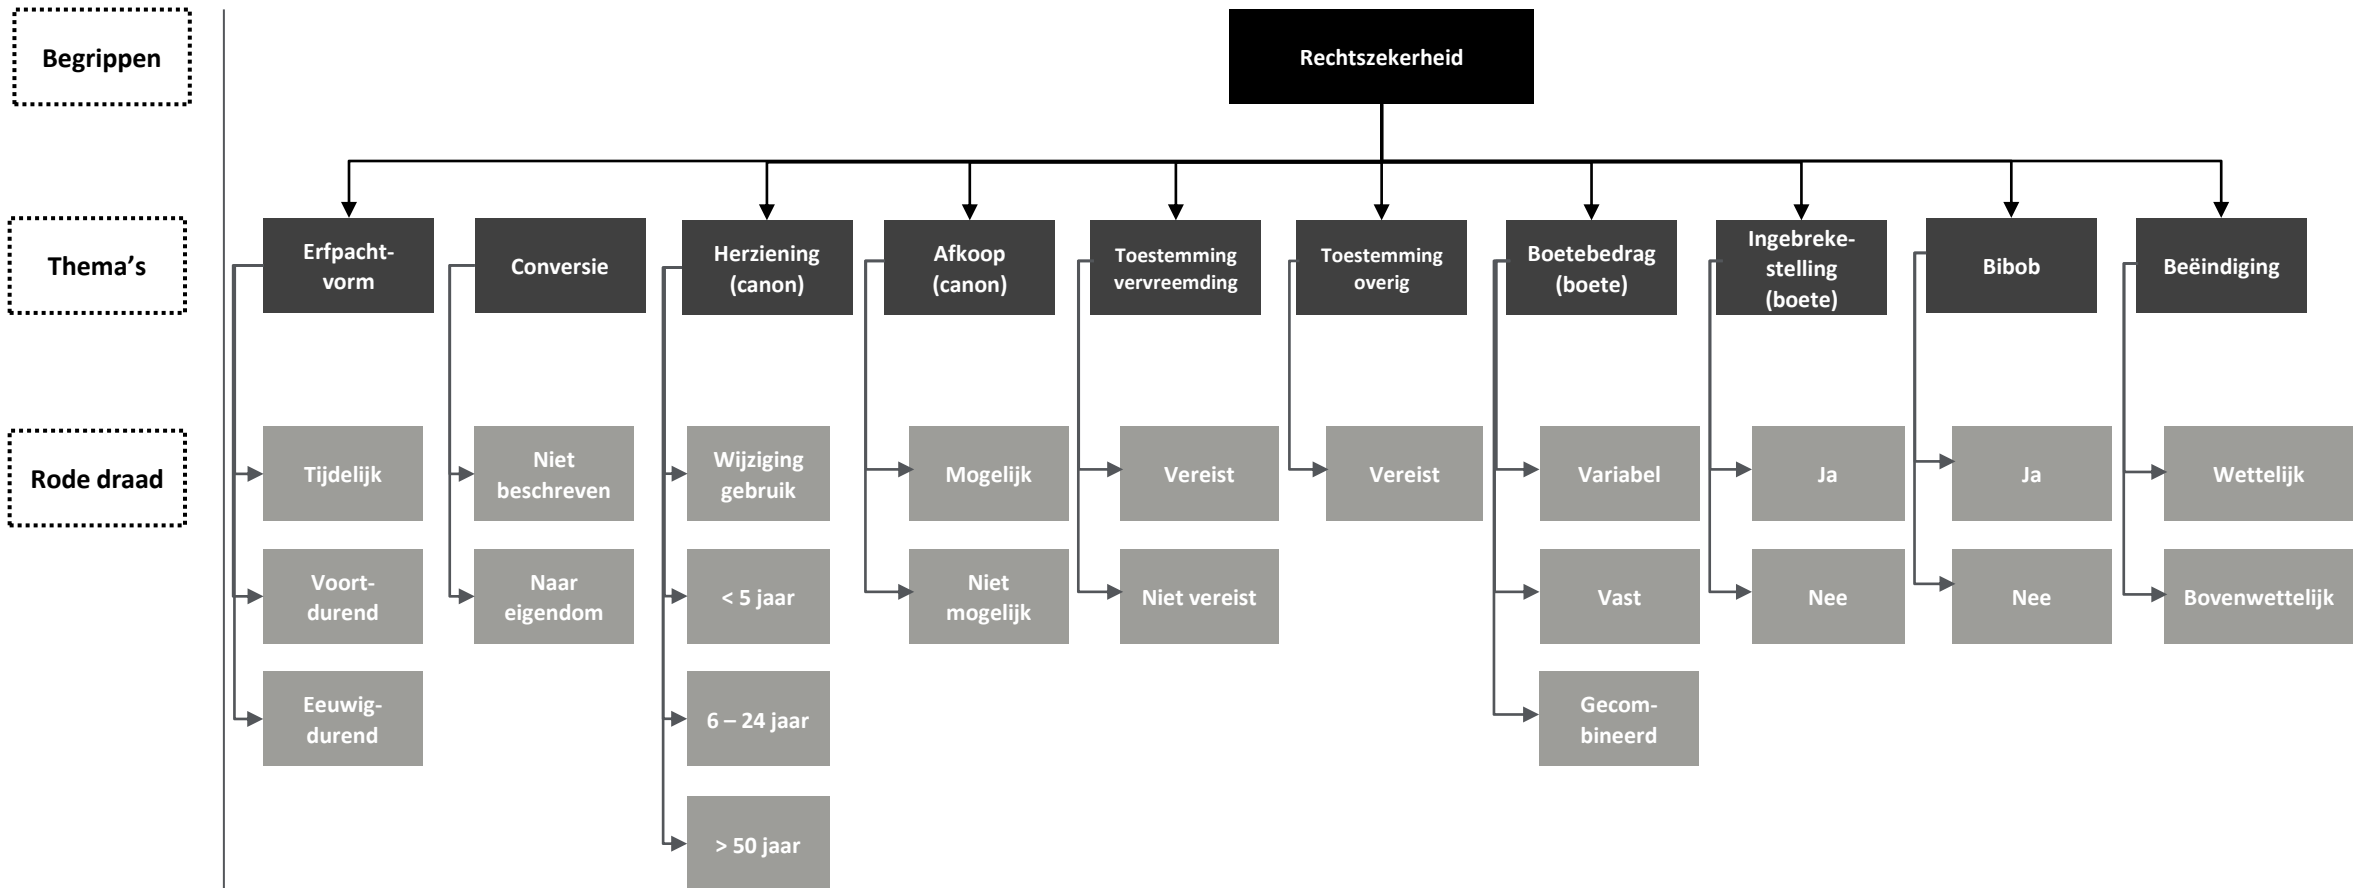 Begrippen
Rechtszekerheid
Thema's
Erfpacht-
vorm
Conversie
Herziening
(canon)
Afkoop
(canon)
Toestemming
vervreemding
Toestemming
overig
Boetebedrag
(boete)
Ingebreke-
stelling
(boete)
Bibob
Beëindiging
Rode draad
Tijdelijk
Niet
beschreven
Wijziging
gebruik
Mogelijk
Vereist
Vereist
Variabel
Ja
Ja
Wettelijk
Voort-
durend
Naar
eigendom
< 5 jaar
Niet
mogelijk
Niet vereist
Vast
Nee
Nee
Bovenwettelijk
Eeuwig-
durend
6 – 24 jaar
Gecom-
bineerd
> 50 jaar